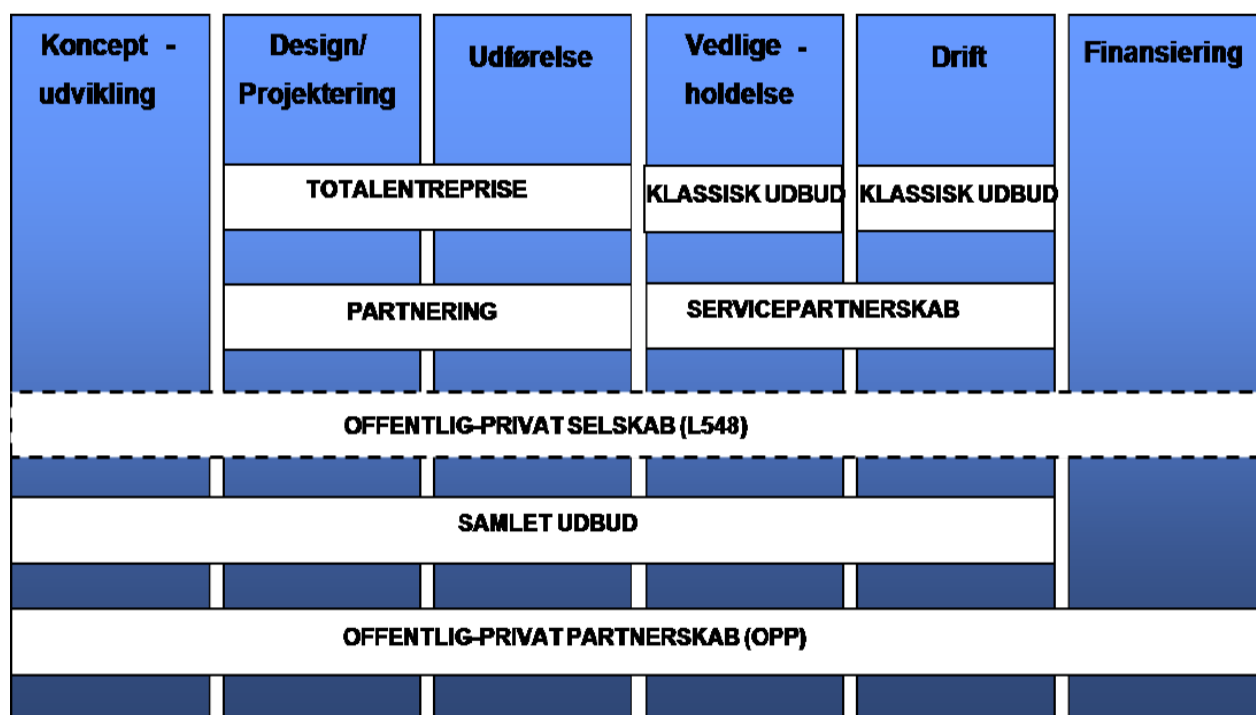 Koncept -
udvikling
Design/
Projektering
Udførelse
Vedlige -
holdelse
Drift
Finansiering
TOTALENTREPRISE
KLASSISK UDBUD
KLASSISK UDBUD
PARTNERING
SERVICEPARTNERSKAB
OFFENTLIG-PRIVAT SELSKAB (L548)
SAMLET UDBUD
OFFENTLIG-PRIVAT PARTNERSKAB (OPP)